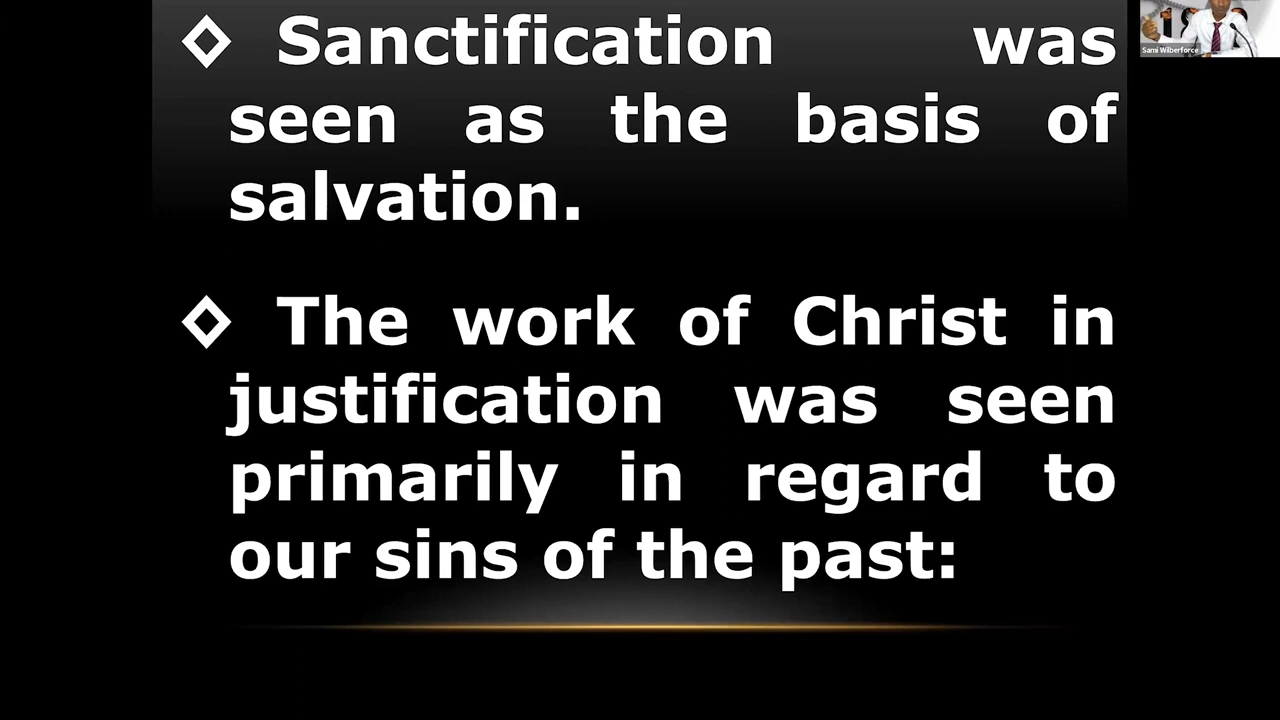 ◇ Sanctification was
seen as the basis of
salvation.
◇ The work of Christ in
justification was seen
primarily in regard to
our sins of the past:
Sami Wilberforce